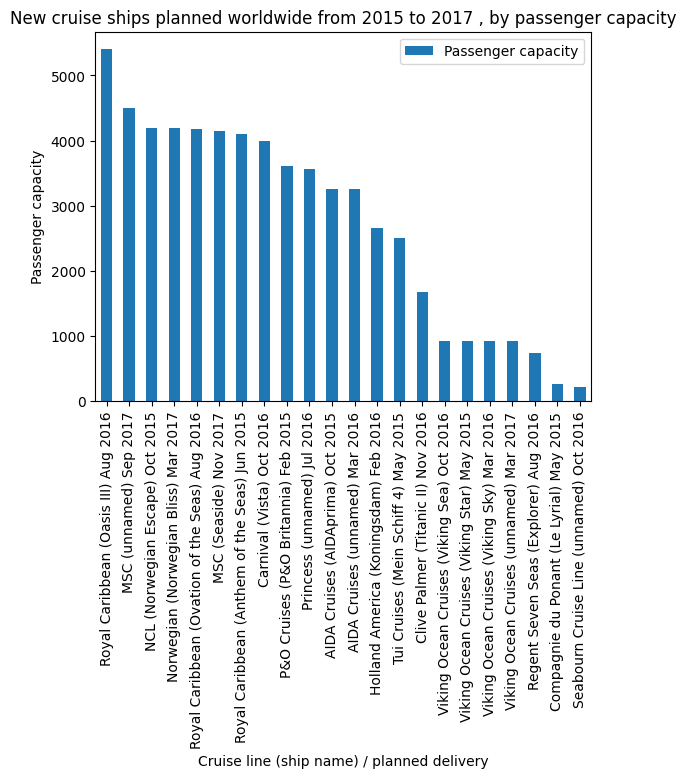 New cruise ships planned worldwide from 2015 to 2017 , by passenger capacity
Passenger capacity
Passenger capacity
5000
4000
3000
2000
1000
0
Royal Caribbean (Oasis III) Aug 2016
MSC (unnamed) Sep 2017
NCL (Norwegian Escape) Oct 2015
Norwegian (Norwegian Bliss) Mar 2017
Royal Caribbean (Ovation of the Seas) Aug 2016
MSC (Seaside) Nov 2017
Royal Caribbean (Anthem of the Seas) Jun 2015
Carnival (Vista) Oct 2016
P&O Cruises (P&O Britannia) Feb 2015
Princess (unnamed) Jul 2016
AIDA Cruises (AIDAprima) Oct 2015
AIDA Cruises (unnamed) Mar 2016
Holland America (Koningsdam) Feb 2016
Tui Cruises (Mein Schiff 4) May 2015
Clive Palmer (Titanic II) Nov 2016
Viking Ocean Cruises (Viking Sea) Oct 2016
Viking Ocean Cruises (Viking Star) May 2015
Viking Ocean Cruises (Viking Sky) Mar 2016
Viking Ocean Cruises (unnamed) Mar 2017
Regent Seven Seas (Explorer) Aug 2016
Compagnie du Ponant (Le Lyrial) May 2015
Seabourn Cruise Line (unnamed) Oct 2016
Cruise line (ship name) / planned delivery